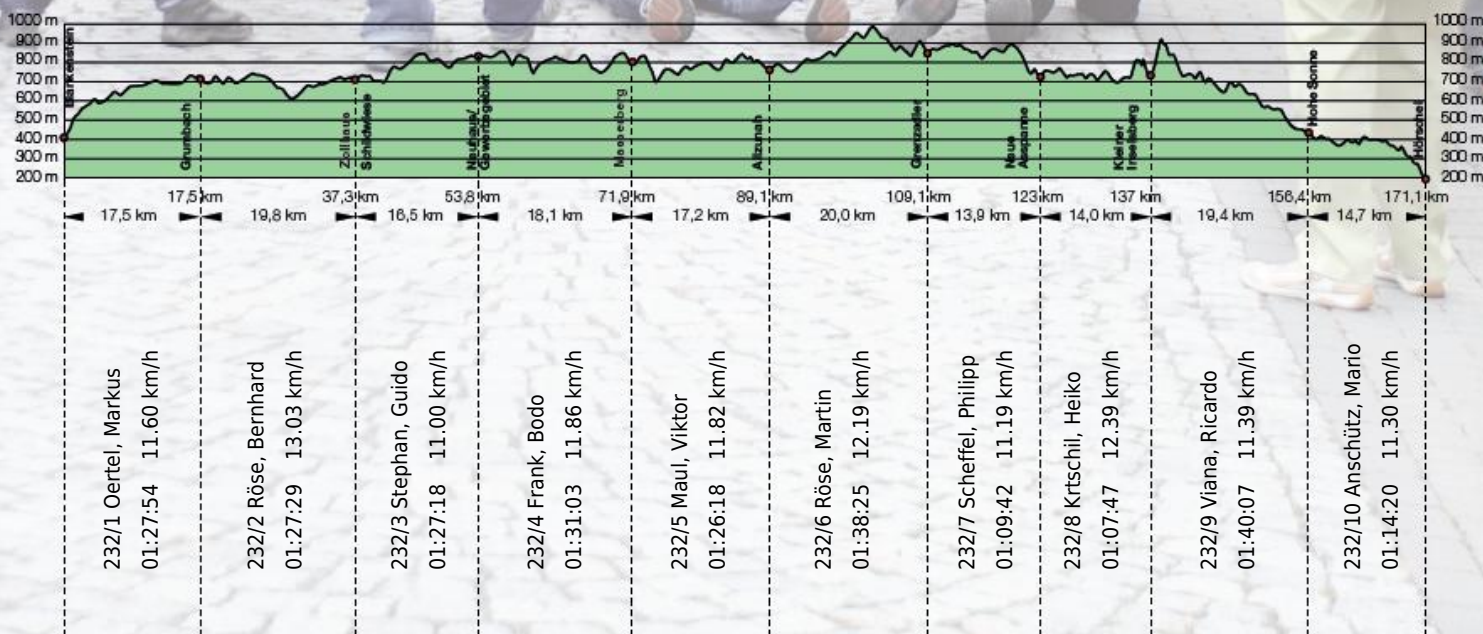 1000 m
900 m
800 m
700 m
600 m
500 m
400 m
300 m
200 m
1000 m
900 m
800 m
700 m
600 m
500 m
400 m
300 m
200 m
Blankenstein
Grumbach
Zollhaus
Schildwiese
Neuhaus/
Masserberg
Allzunah
Grenzadler
Neue
Ausspanne
Kleiner
Inselsberg
Hohe Sonne
Hörschel
17,5 km
37,3 km
53,8 km
71,9 km
89,1 km
109,1 km
123 km
137 km
156,4 km
171,1 km
17,5 km
19,8 km
16,5 km
18,1 km
17,2 km
20,0 km
13,9 km
14,0 km
19,4 km
14,7 km
232/1 Oertel, Markus
01:27:54 11.60 km/h
232/2 Röse, Bernhard
01:27:29 13.03 km/h
232/3 Stephan, Guido
01:27:18 11.00 km/h
232/4 Frank, Bodo
01:31:03 11.86 km/h
232/5 Maul, Viktor
01:26:18 11.82 km/h
232/6 Röse, Martin
01:38:25 12.19 km/h
232/7 Scheffel, Philipp
01:09:42 11.19 km/h
232/8 Krtschil, Heiko
01:07:47 12.39 km/h
232/9 Viana, Ricardo
01:40:07 11.39 km/h
232/10 Anschütz, Mario
01:14:20 11.30 km/h